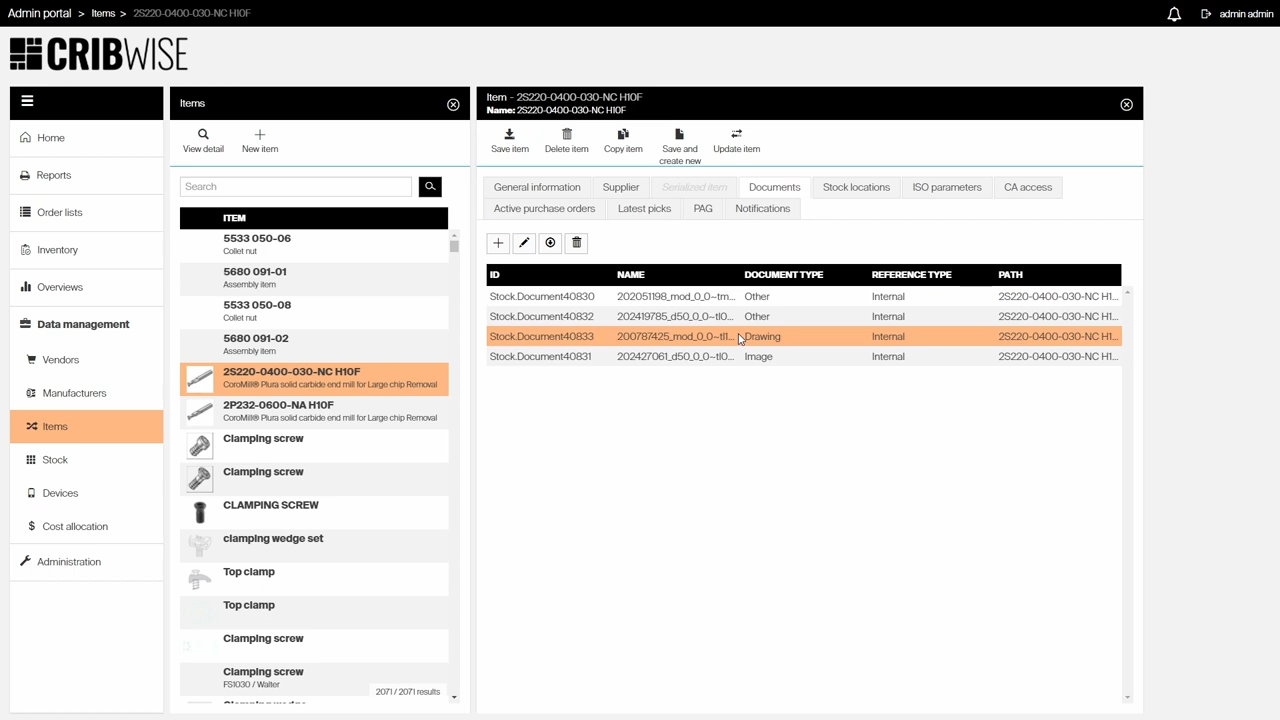 Admin portal > Items > 2S220-0400-030-NC H10F
admin admin
CRIBWISE
Home
Reports
Order lists
Inventory
Overviews
Data management
Vendors
Manufacturers
Items
Stock
Devices
Cost allocation
Administration
Items
View detail
New item
Search
ITEM
5533 050-06
Collet nut
5680 091-01
Assembly item
5533 050-08
Collet nut
5680 091-02
Assembly item
2S220-0400-030-NC H10F
CoroMill® Plura solid carbide end mill for Large chip Removal
2P232-0600-NA H10F
CoroMill® Plura solid carbide end mill for Large chip Removal
Clamping screw
Clamping screw
CLAMPING SCREW
clamping wedge set
Top clamp
Top clamp
Clamping screw
Clamping screw
FS1030 / Walter
Clamping wedge
2071 / 2071 results
Item - 2S220-0400-030-NC H10F
Name: 2S220-0400-030-NC H10F
Save item
Delete item
Copy item
Save and create new
Update item
General information
Supplier
Serialized item
Documents
Stock locations
ISO parameters
CA access
Active purchase orders
Latest picks
PAG
Notifications
ID NAME DOCUMENT TYPE REFERENCE TYPE PATH
Stock.Document40830 202051198_mod_0_0~tm... Other Internal 2S220-0400-030-NC H1...
Stock.Document40832 202419785_d50_0_0~tl0... Other Internal 2S220-0400-030-NC H1...
Stock.Document40833 200787425_mod_0_0~tl1... Drawing Internal 2S220-0400-030-NC H1...
Stock.Document40831 202427061_d50_0_0~tl0... Image Internal 2S220-0400-030-NC H1...